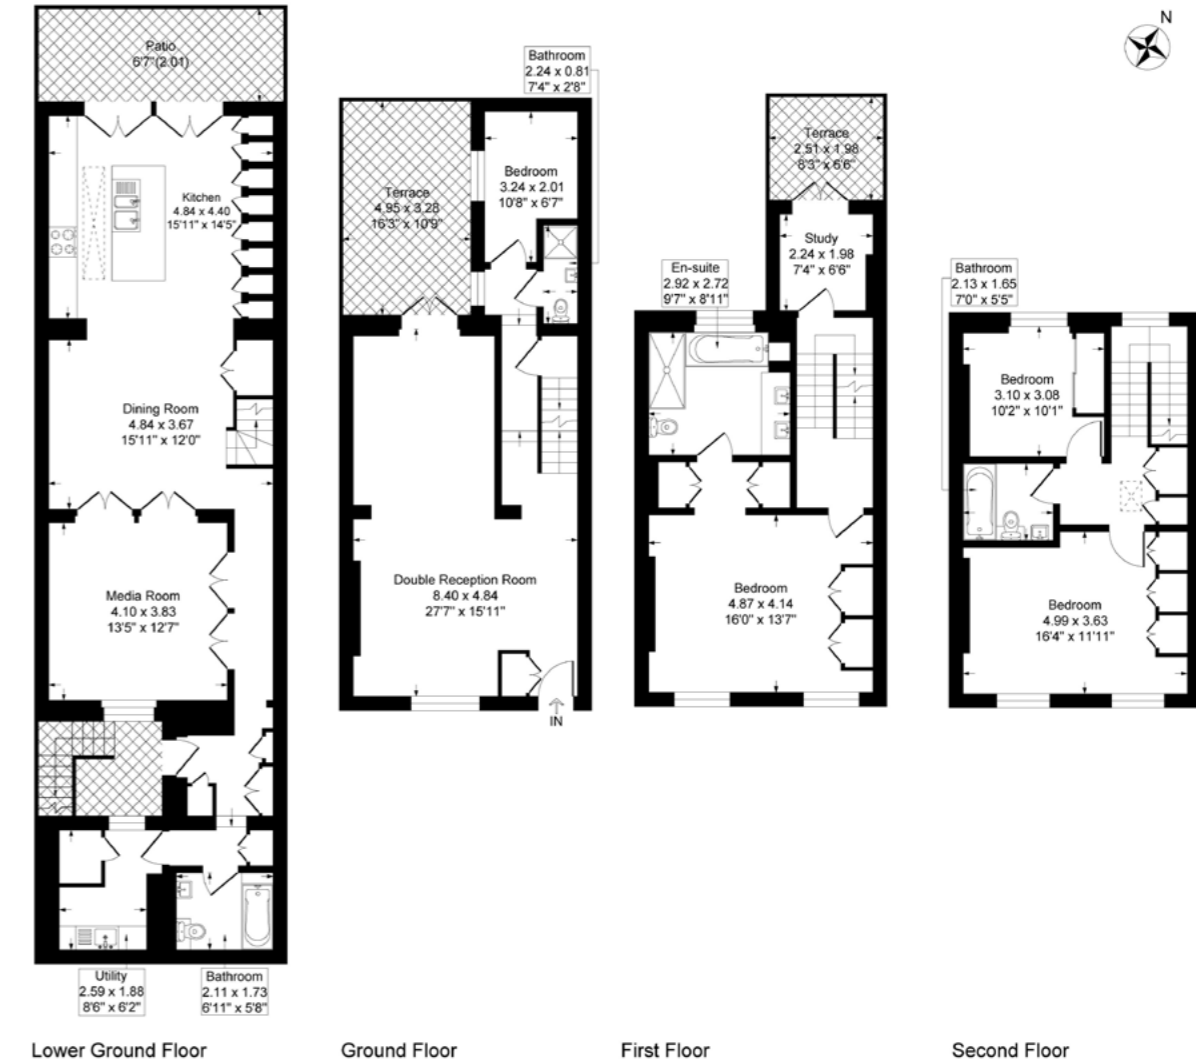 N
Patio
6'7"(2.01)
Kitchen
4.84 x 4.40
15'11" x 14'5"
Dining Room
4.84 x 3.67
15'11" x 12'0"
Media Room
4.10 x 3.83
13'5" x 12'7"
Utility
2.59 x 1.88
8'6" x 6'2"
Bathroom
2.11 x 1.73
6'11" x 5'8"
Lower Ground Floor
Bathroom
2.24 x 0.81
7'4" x 2'8"
Bedroom
3.24 x 2.01
10'8" x 6'7"
Terrace
4.95 x 3.28
16'3" x 10'9"
Double Reception Room
8.40 x 4.84
27'7" x 15'11"
IN
Ground Floor
Terrace
2.51 x 1.98
8'3" x 6'6"
Study
2.24 x 1.98
7'4" x 6'6"
En-suite
2.92 x 2.72
9'7" x 8'11"
Bedroom
4.87 x 4.14
16'0" x 13'7"
First Floor
Bathroom
2.13 x 1.65
7'0" x 5'5"
Bedroom
3.10 x 3.08
10'2" x 10'1"
Bedroom
4.99 x 3.63
16'4" x 11'11"
Second Floor